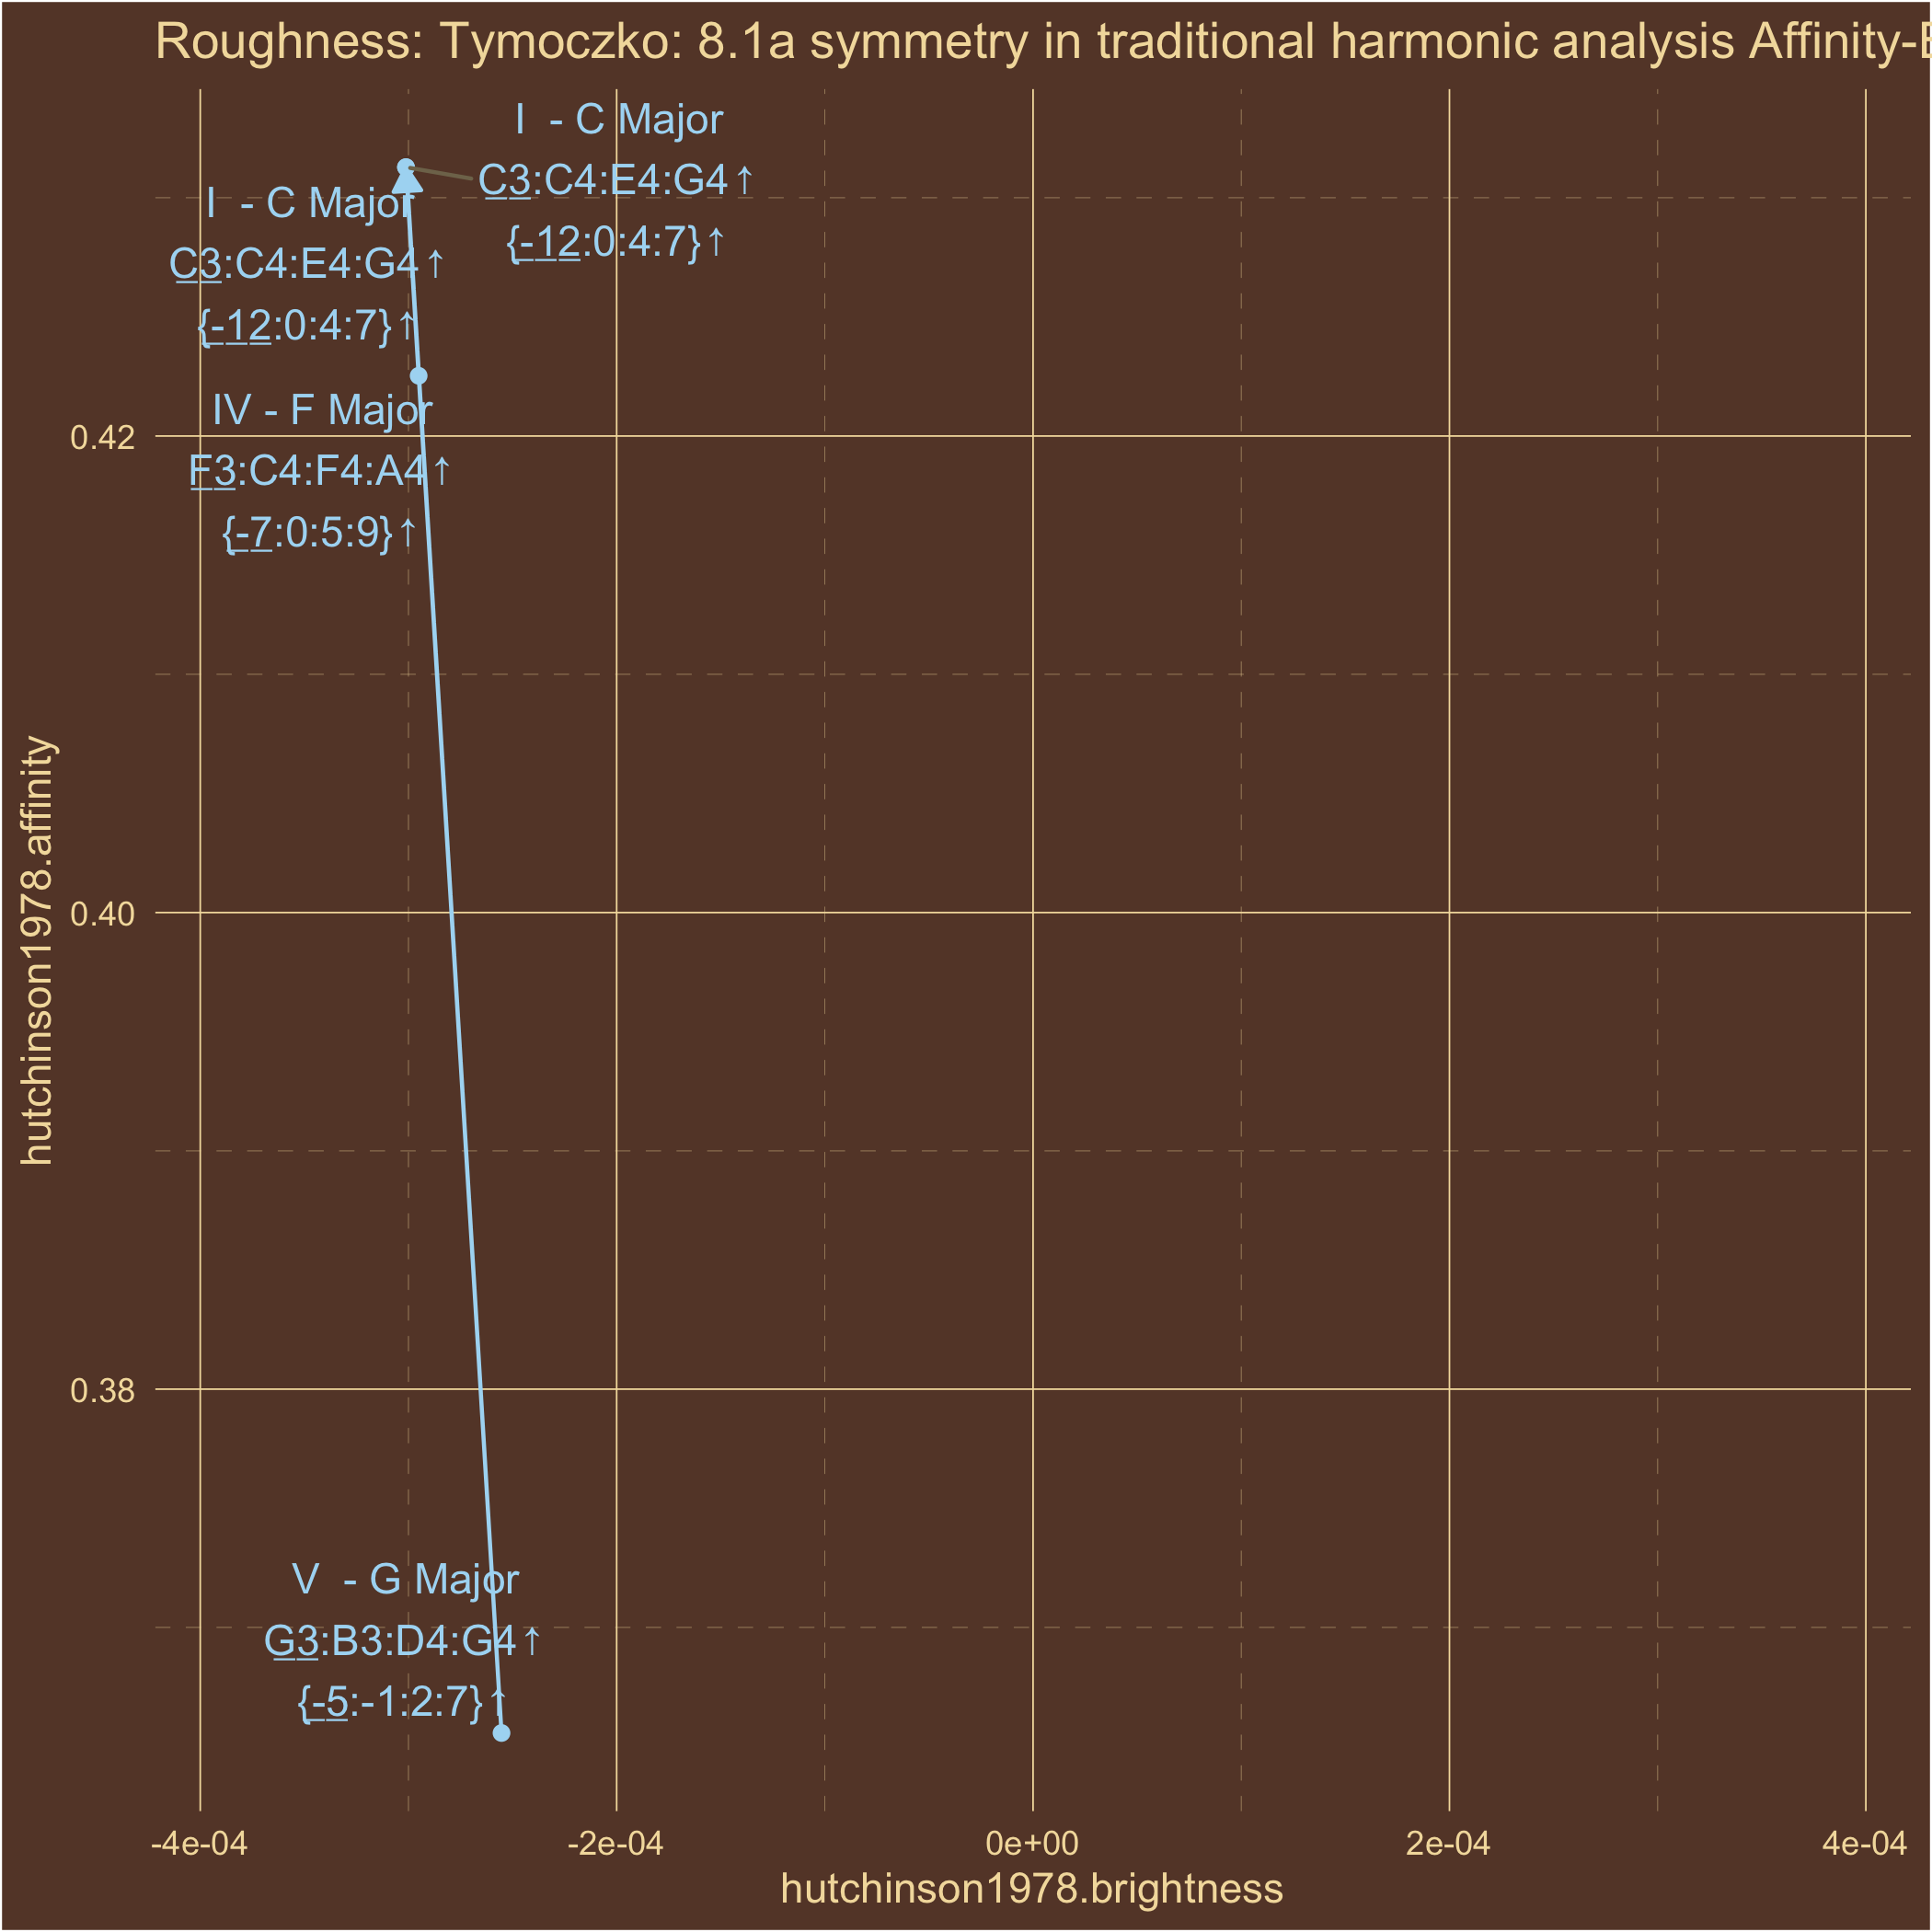 Roughness: Tymoczko: 8.1a symmetry in traditional harmonic analysis Affinity-
I  - C Major
C3:C4:E4:G4↑
{-12:0:4:7}↑
I  - C Major
C3:C4:E4:G4↑
{-12:0:4:7}↑
IV - F Major
F3:C4:F4:A4↑
{-7:0:5:9}↑
V  - G Major
G3:B3:D4:G4↑
{-5:-1:2:7}↑
0.42
0.40
0.38
hutchinson1978.affinity
-4e-04
-2e-04
0e+00
2e-04
4e-04
hutchinson1978.brightness